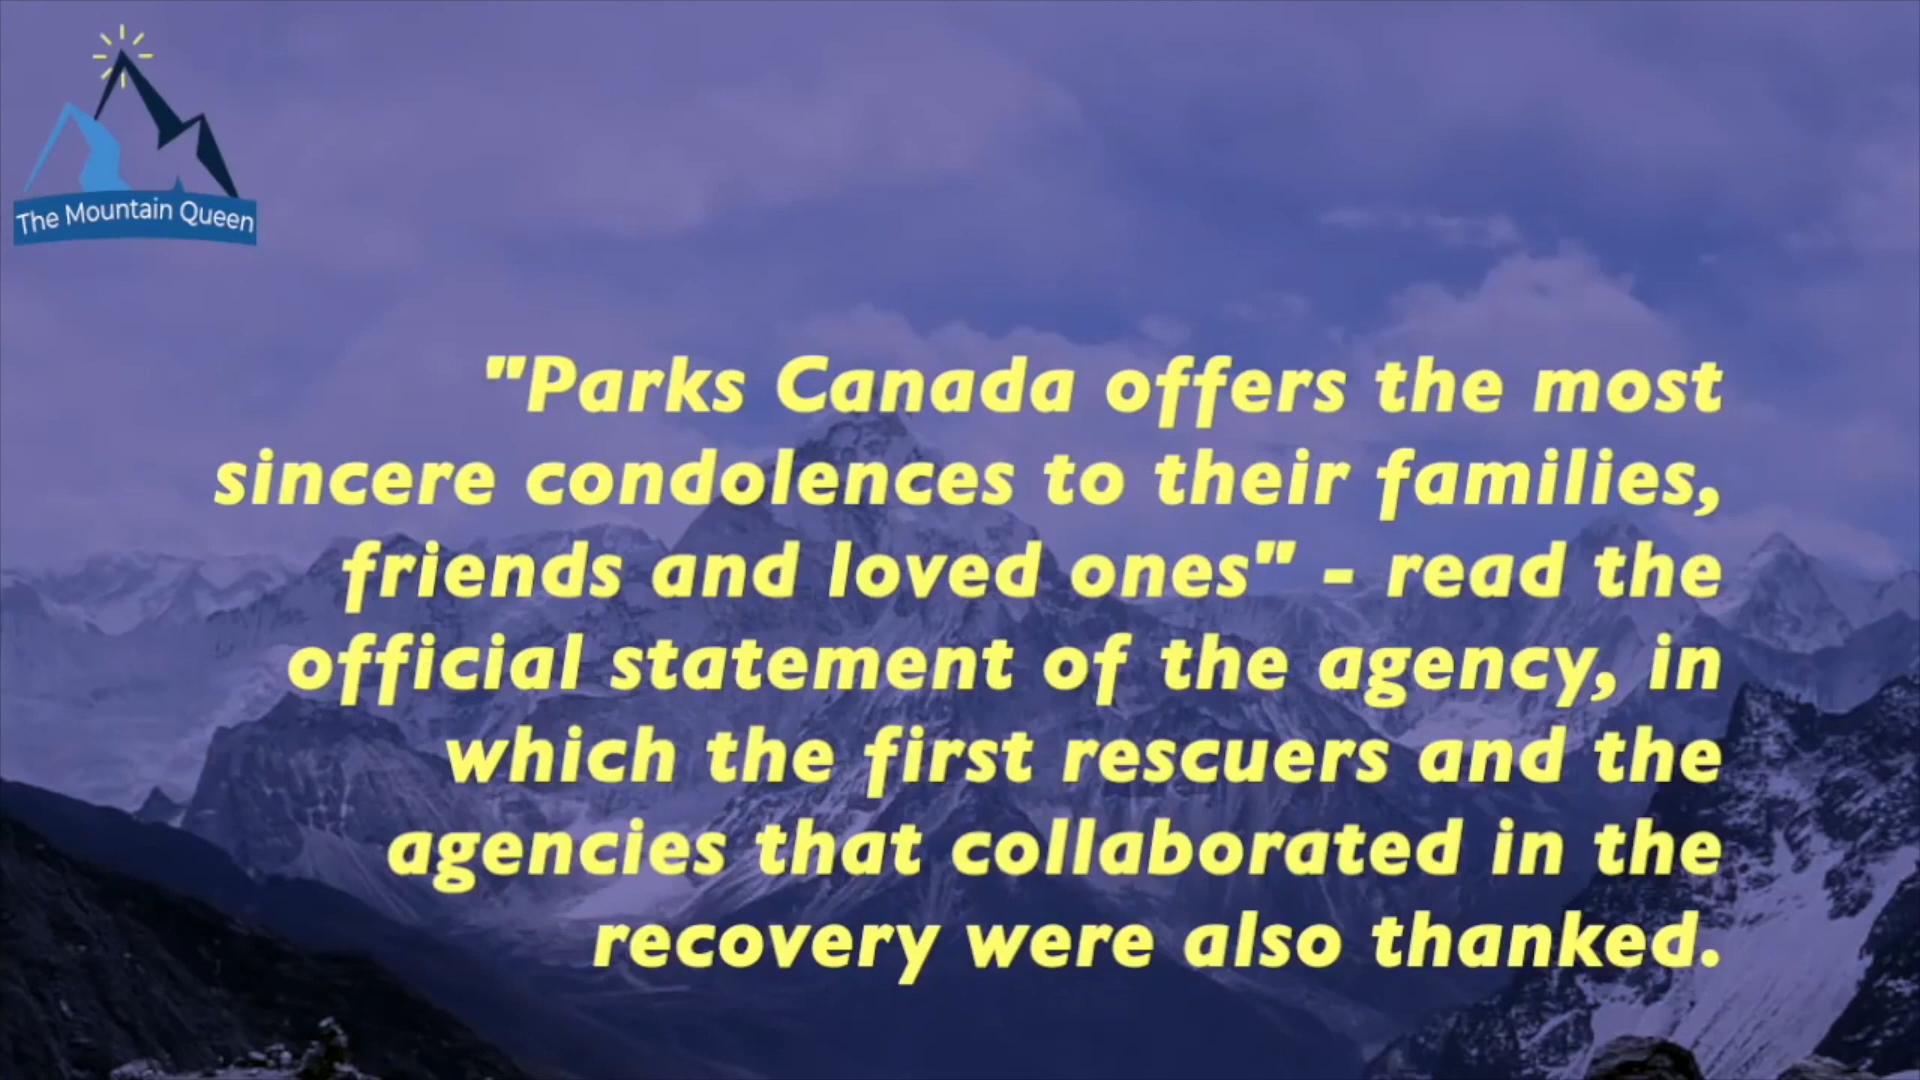 The Mountain Queen
"Parks Canada offers the most
sincere condolences to their families,
friends and loved ones" - read the
official statement of the agency, in
which the first rescuers and the
agencies that collaborated in the
recovery were also thanked.